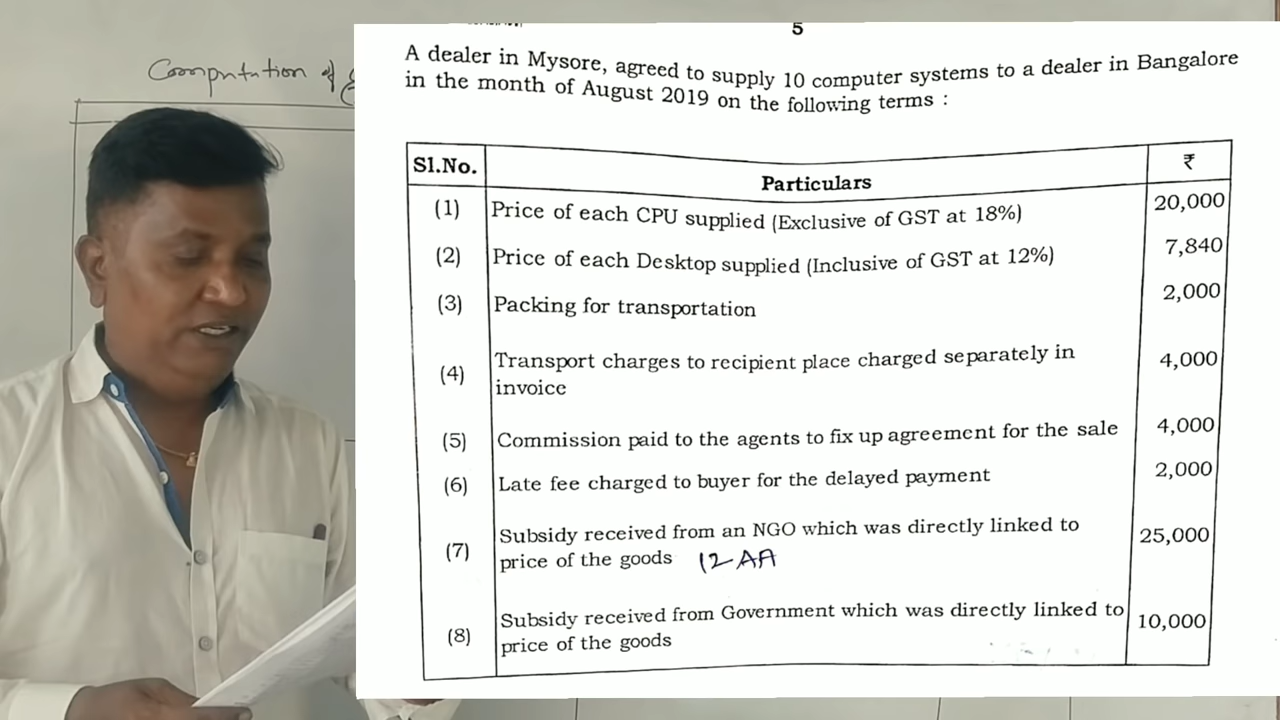 5
Computation of
A dealer in Mysore, agreed to supply 10 computer systems to a dealer in Bangalore
in the month of August 2019 on the following terms :
Sl.No. Particulars ₹
(1) Price of each CPU supplied (Exclusive of GST at 18%) 20,000
(2) Price of each Desktop supplied (Inclusive of GST at 12%) 7,840
(3) Packing for transportation 2,000
(4) Transport charges to recipient place charged separately in 4,000
invoice
(5) Commission paid to the agents to fix up agreement for the sale 4,000
(6) Late fee charged to buyer for the delayed payment 2,000
(7) Subsidy received from an NGO which was directly linked to 25,000
price of the goods 12AA
(8) Subsidy received from Government which was directly linked to 10,000
price of the goods